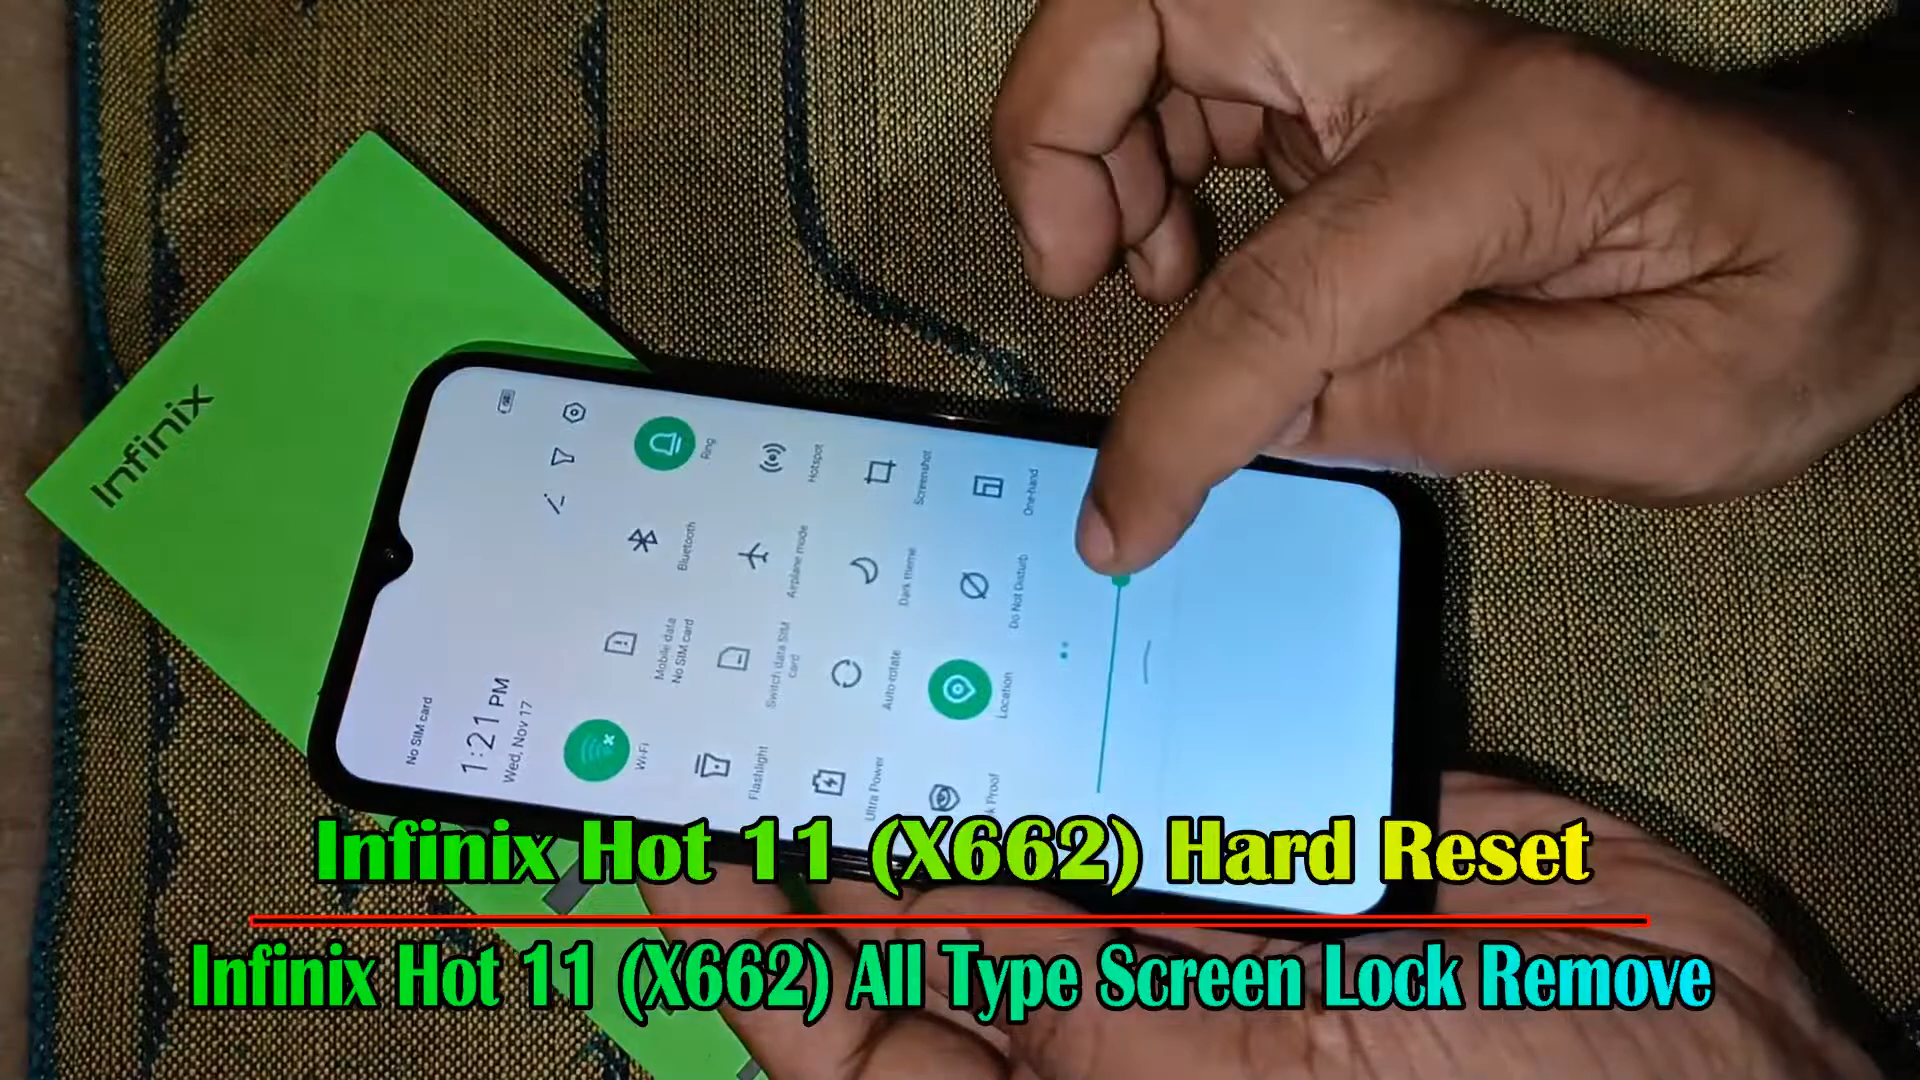 Infinix
No SIM card
1:21 PM
Wed, Nov 17
Wi-Fi
Mobile data
No SIM card
Bluetooth
Ring
Flashlight
Switch data SIM
card
Airplane mode
Hotspot
Ultra Power
Auto-rotate
Dark theme
Screenshot
k Proof
Location
Do Not Disturb
One-hand
Infinix Hot 11 (X662) Hard Reset
Infinix Hot 11 (X662) All Type Screen Lock Remove